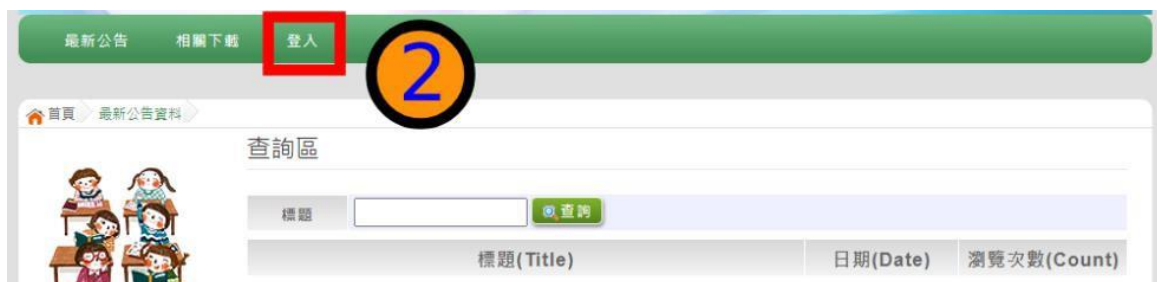 最新公告 相關下載 登入
2
首頁 最新公告資料
查詢區
標題 查詢
標題(Title) 日期(Date) 瀏覽次數(Count)